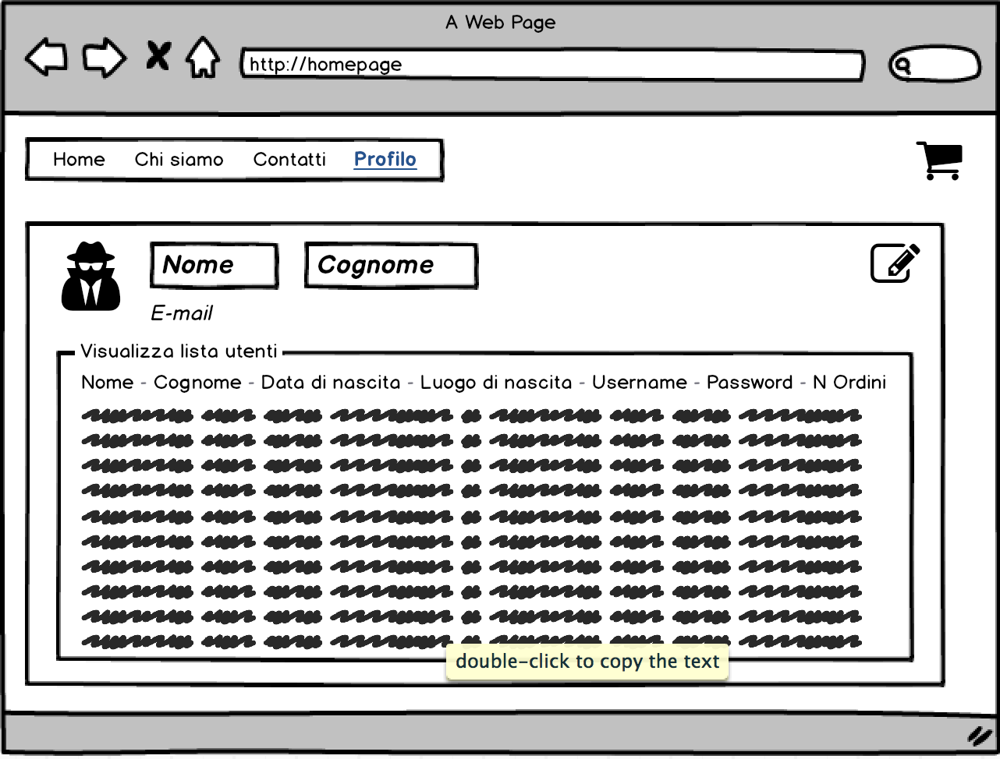 A Web Page
http://homepage
Home Chi siamo Contatti Profilo
Nome Cognome
E-mail
Visualizza lista utenti
Nome - Cognome - Data di nascita - Luogo di nascita - Username - Password - N Ordini
double-click to copy the text